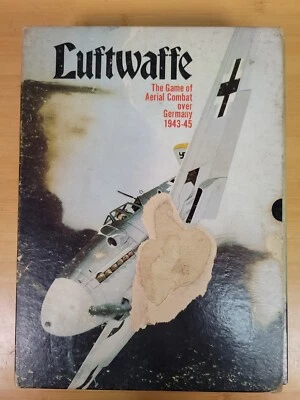 Luftwaffe
The Game of
Aerial Combat
over
Germany
1943-45